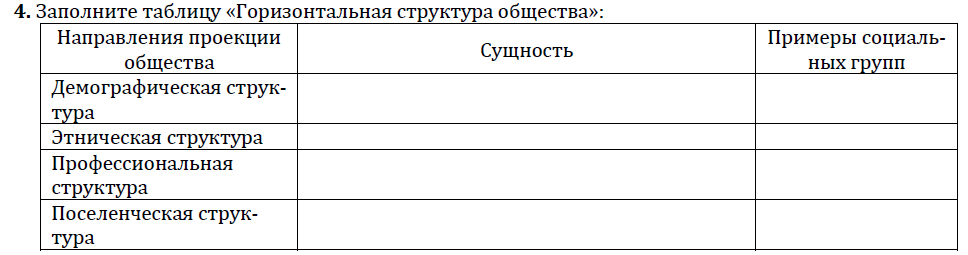 4. Заполните таблицу «Горизонтальная структура общества»:
Направления проекции
общества
Сущность
Примеры социаль-
ных групп
Демографическая струк-
тура
Этническая структура
Профессиональная
структура
Поселенческая струк-
тура